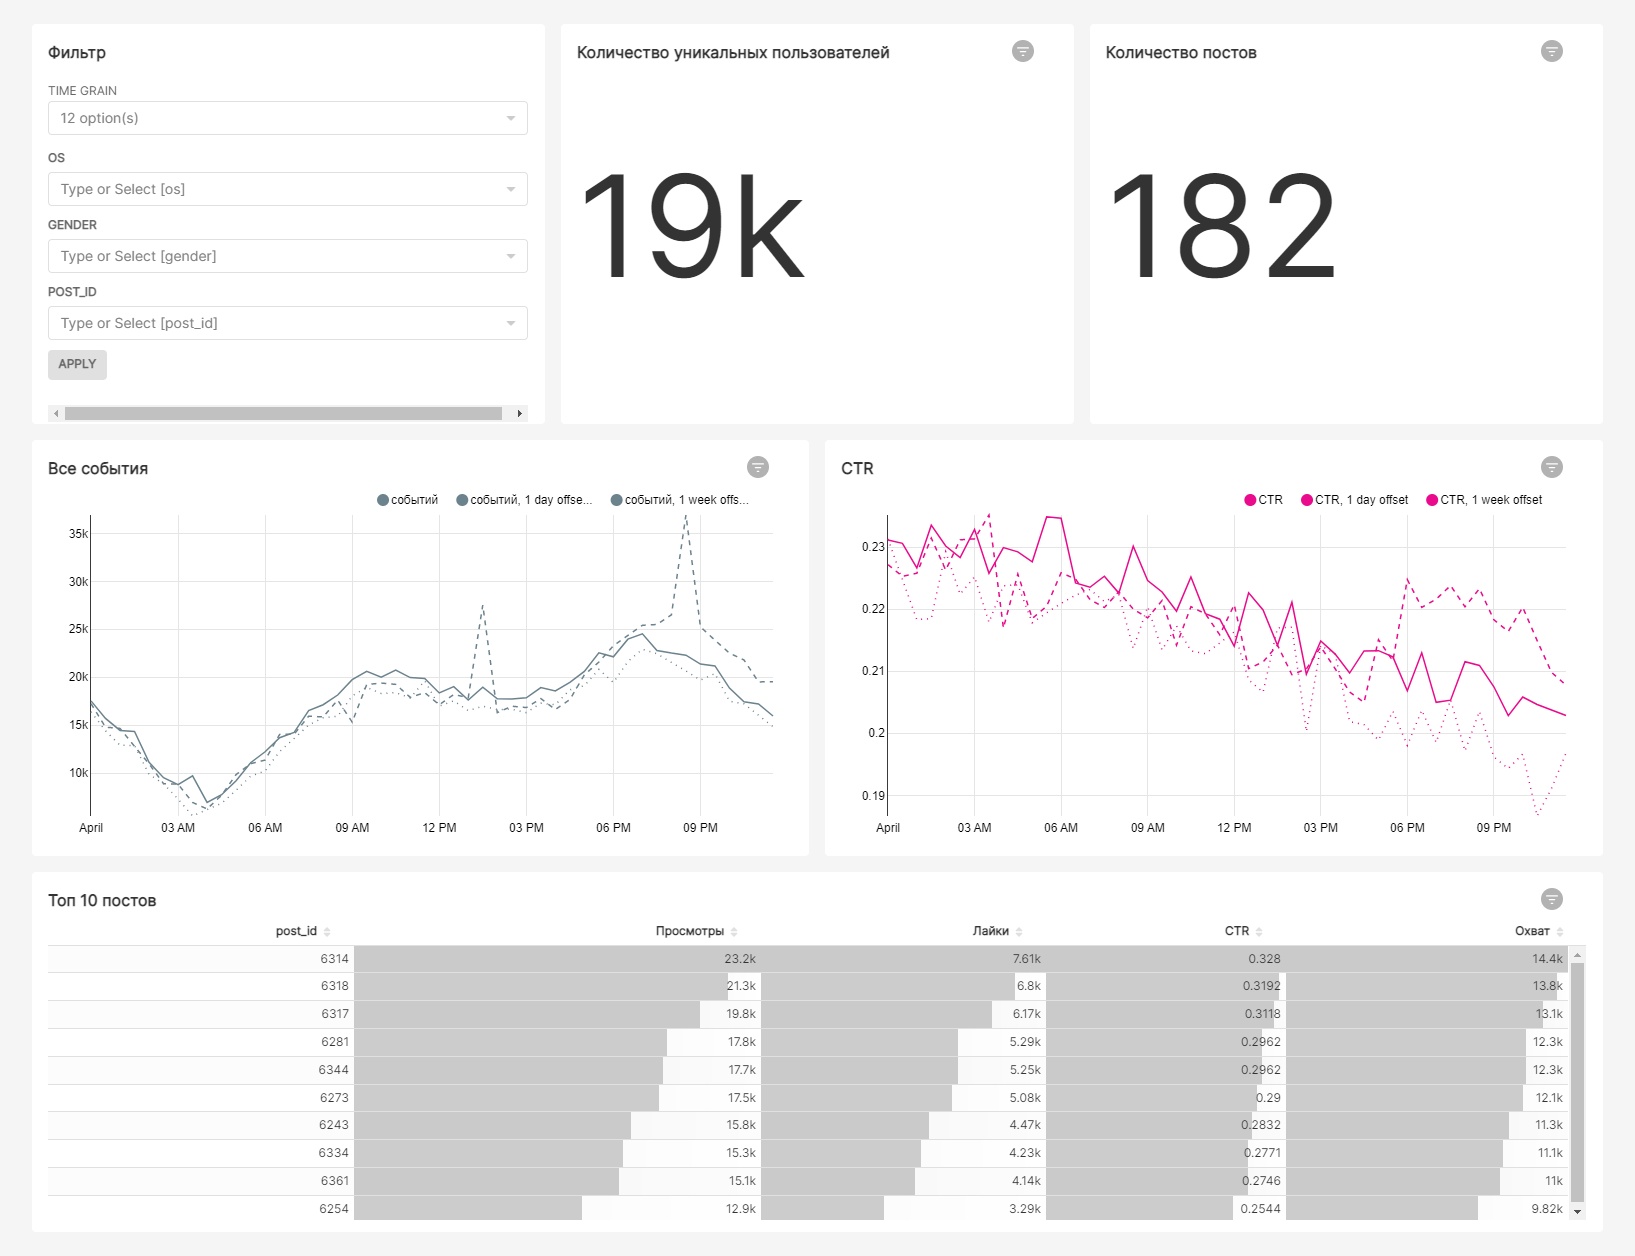 Фильтр
TIME GRAIN
12 option(s)
OS
Type or Select [os]
GENDER
Type or Select [gender]
POST_ID
Type or Select [post_id]
APPLY
Количество уникальных пользователей
19k
Количество постов
182
Все события
событий событий, 1 day offse... событий, 1 week offs...
35k
30k
25k
20k
15k
10k
April 03 AM 06 AM 09 AM 12 PM 03 PM 06 PM 09 PM
CTR
CTR CTR, 1 day offset CTR, 1 week offset
0.23
0.22
0.21
0.2
0.19
April 03 AM 06 AM 09 AM 12 PM 03 PM 06 PM 09 PM
Топ 10 постов
post_id Просмотры Лайки CTR Охват
6314 23.2k 7.61k 0.328 14.4k
6318 21.3k 6.8k 0.3192 13.8k
6317 19.8k 6.17k 0.3118 13.1k
6281 17.8k 5.29k 0.2962 12.3k
6344 17.7k 5.25k 0.2962 12.3k
6273 17.5k 5.08k 0.29 12.1k
6243 15.8k 4.47k 0.2832 11.3k
6334 15.3k 4.23k 0.2771 11.1k
6361 15.1k 4.14k 0.2746 11k
6254 12.9k 3.29k 0.2544 9.82k